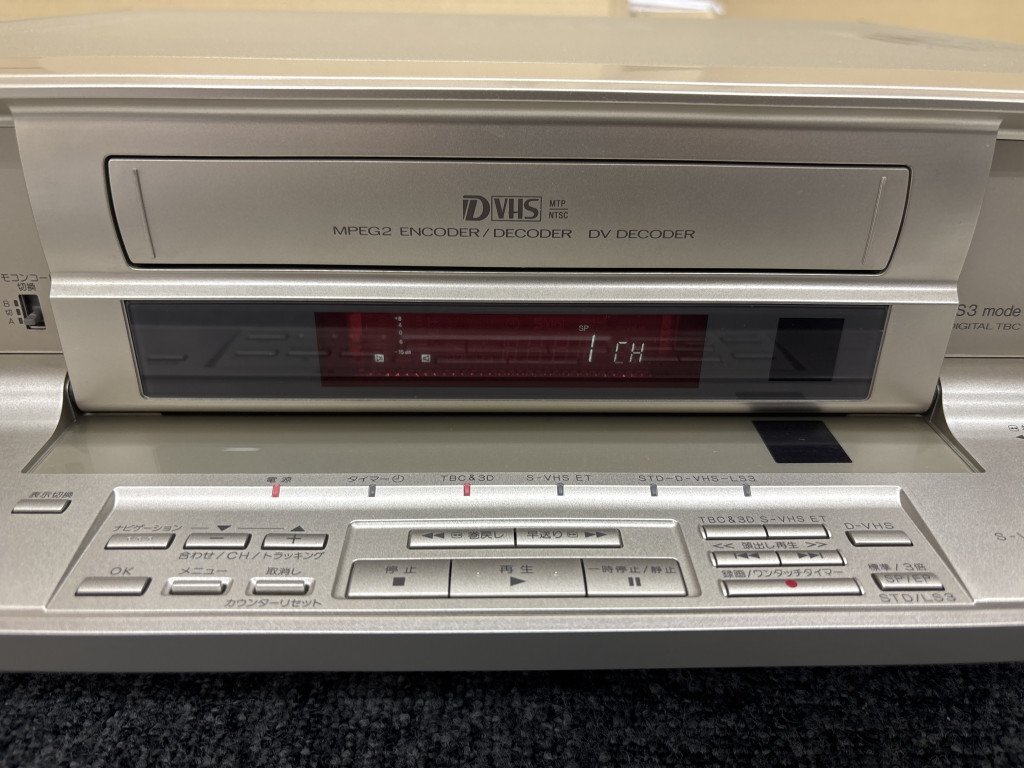 D VHS MTP NTSC
MPEG2 ENCODER/DECODER DV DECODER
モコンコー
切換
B
切
A
S3 mode
DIGITAL TBC
SP
-15 dB
1 CH
電源 タイマー TBC&3D S-VHS ET STD-D-VHS-LS3
表示切換
ナビゲーション − ▼ ▲ +
合わせ/CH/トラッキング
OK メニュー 取消し
カウンターリセット
◀◀ 巻戻し 早送り ▶▶
停止 再生 一時停止/静止
■ ▶ ⏸
TBC&3D S-VHS ET D-VHS
<< 頭出し再生 >>
録画/ワンタッチタイマー
標準/3倍
SP/EP
STD/LS3